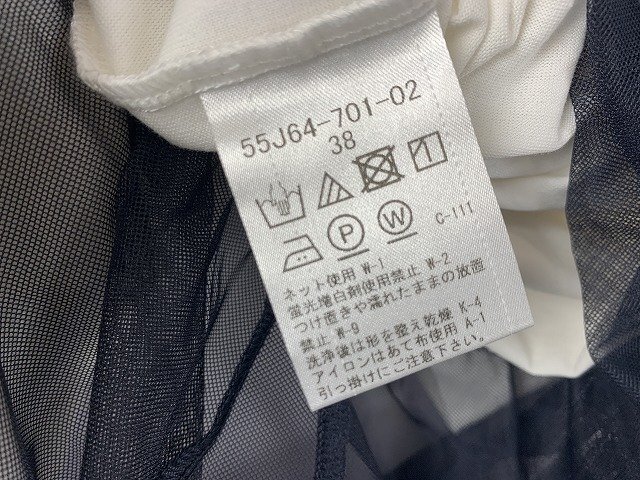 55J64-701-02
38
P W C-111
ネット使用 W-1
蛍光増白剤使用禁止 W-2
つけ置きや濡れたままの放置
禁止 W-9
洗浄後は形を整え乾燥 K-4
アイロンはあて布使用 A-1
引っ掛けにご注意下さい。